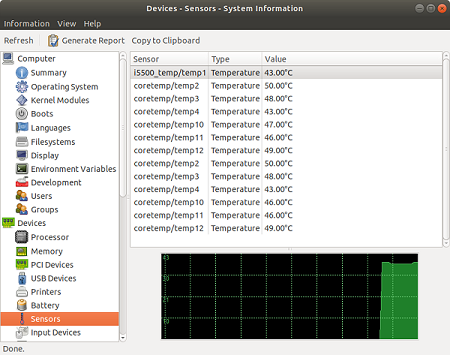 Devices - Sensors - System Information
Information View Help
Refresh Generate Report Copy to Clipboard
Computer
Summary
Operating System
Kernel Modules
Boots
Languages
Filesystems
Display
Environment Variables
Development
Users
Groups
Devices
Processor
Memory
PCI Devices
USB Devices
Printers
Battery
Sensors
Input Devices
Sensor Type Value
i5500_temp/temp1 Temperature 43.00°C
coretemp/temp2 Temperature 50.00°C
coretemp/temp3 Temperature 48.00°C
coretemp/temp4 Temperature 43.00°C
coretemp/temp10 Temperature 47.00°C
coretemp/temp11 Temperature 46.00°C
coretemp/temp12 Temperature 49.00°C
coretemp/temp2 Temperature 50.00°C
coretemp/temp3 Temperature 48.00°C
coretemp/temp4 Temperature 43.00°C
coretemp/temp10 Temperature 46.00°C
coretemp/temp11 Temperature 46.00°C
coretemp/temp12 Temperature 49.00°C
43
Done.